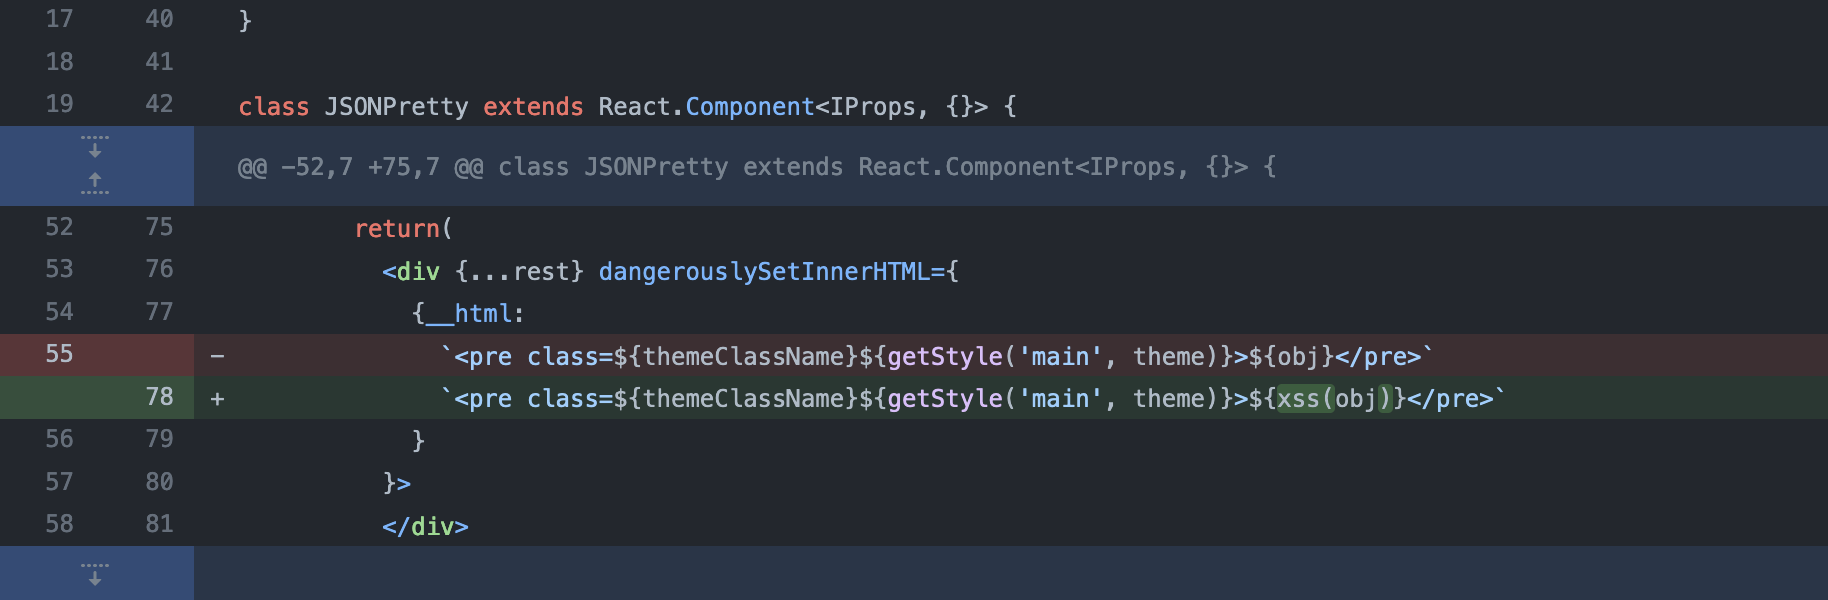 17 40 }
18 41
19 42 class JSONPretty extends React.Component<IProps, {}> {
@@ -52,7 +75,7 @@ class JSONPretty extends React.Component<IProps, {}> {
52 75 return(
53 76 <div {...rest} dangerouslySetInnerHTML={
54 77 {__html:
55 - `<pre class=${themeClassName}${getStyle('main', theme)}>${obj}</pre>`
78 + `<pre class=${themeClassName}${getStyle('main', theme)}>${xss(obj)}</pre>`
56 79 }
57 80 }>
58 81 </div>